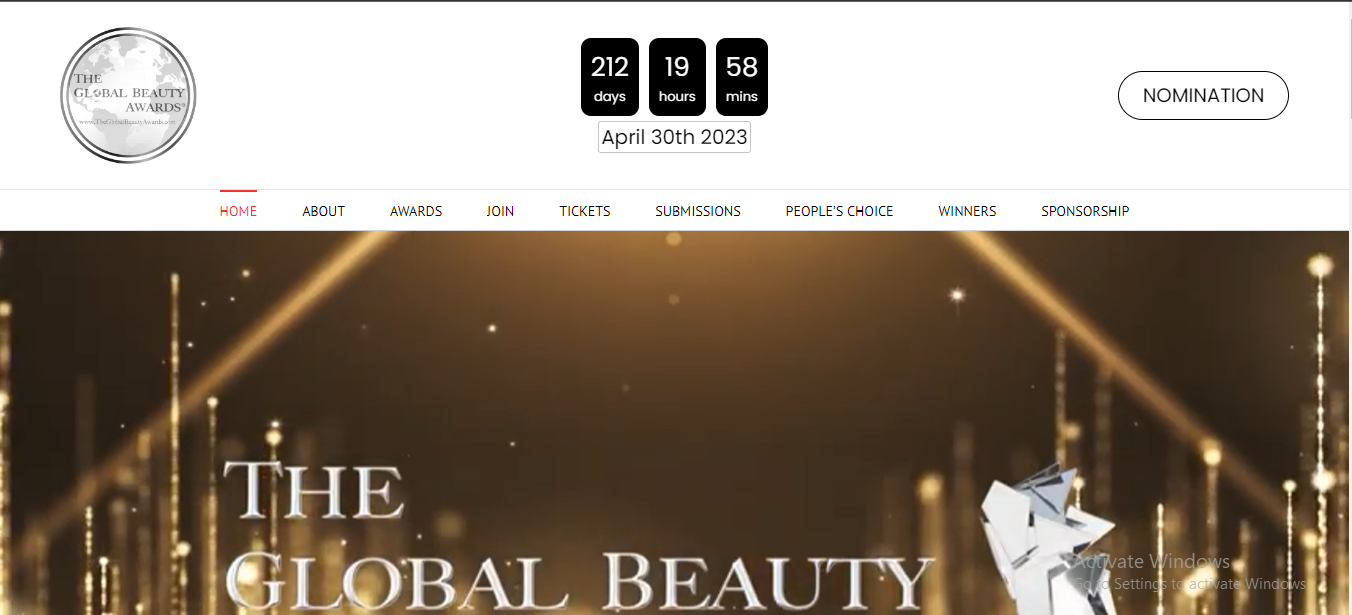 THE
GLOBAL BEAUTY
AWARDS®
www.TheGlobalBeautyAwards.com
212 19 58
days hours mins
April 30th 2023
NOMINATION
HOME ABOUT AWARDS JOIN TICKETS SUBMISSIONS PEOPLE'S CHOICE WINNERS SPONSORSHIP
THE
GLOBAL BEAUTY
Activate Windows
Go to Settings to activate Windows